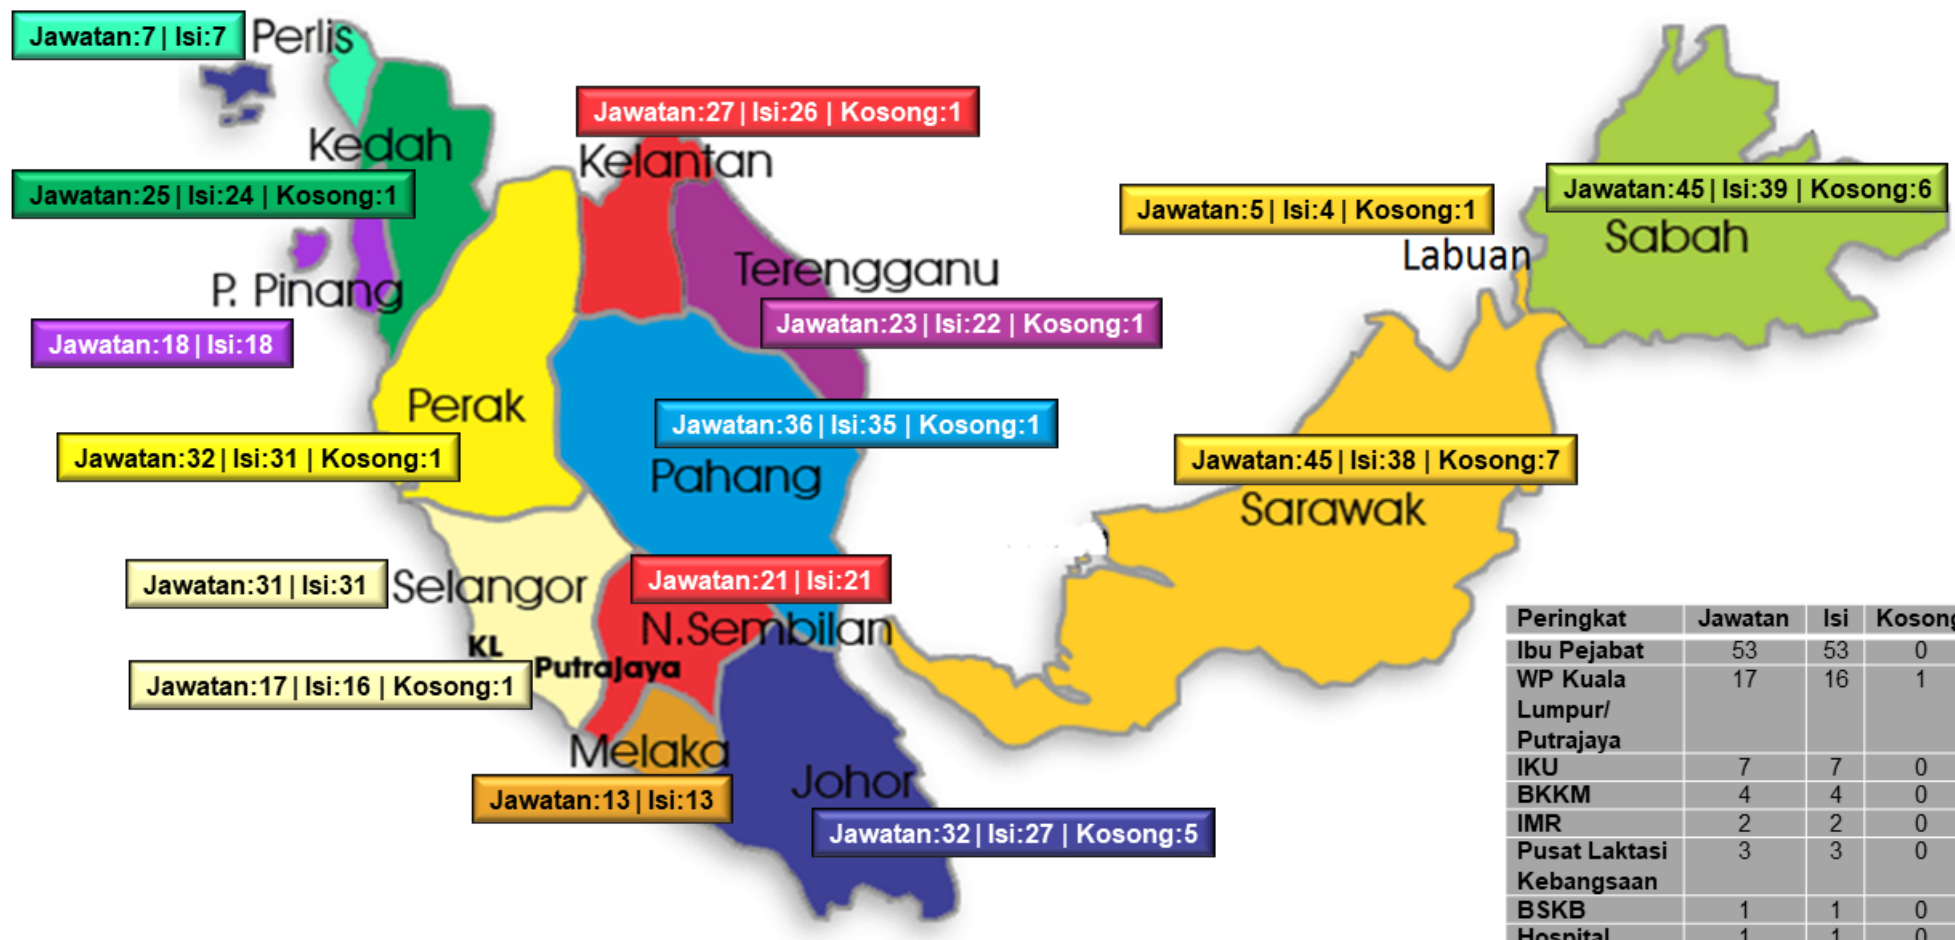 Jawatan:7 | Isi:7
Perlis
Jawatan:27 | Isi:26 | Kosong:1
Kedah
Kelantan
Jawatan:25 | Isi:24 | Kosong:1
Jawatan:5 | Isi:4 | Kosong:1
Jawatan:45 | Isi:39 | Kosong:6
Sabah
Labuan
Terengganu
P. Pinang
Jawatan:23 | Isi:22 | Kosong:1
Jawatan:18 | Isi:18
Perak
Jawatan:36 | Isi:35 | Kosong:1
Jawatan:32 | Isi:31 | Kosong:1
Pahang
Jawatan:45 | Isi:38 | Kosong:7
Sarawak
Jawatan:31 | Isi:31
Selangor
Jawatan:21 | Isi:21
N.Sembilan
KL
Putrajaya
Jawatan:17 | Isi:16 | Kosong:1
Melaka
Johor
Jawatan:13 | Isi:13
Jawatan:32 | Isi:27 | Kosong:5
Peringkat Jawatan Isi Kosong
Ibu Pejabat 53 53 0
WP Kuala 17 16 1
Lumpur/
Putrajaya
IKU 7 7 0
BKKM 4 4 0
IMR 2 2 0
Pusat Laktasi 3 3 0
Kebangsaan
BSKB 1 1 0
Hospital 1 1 0